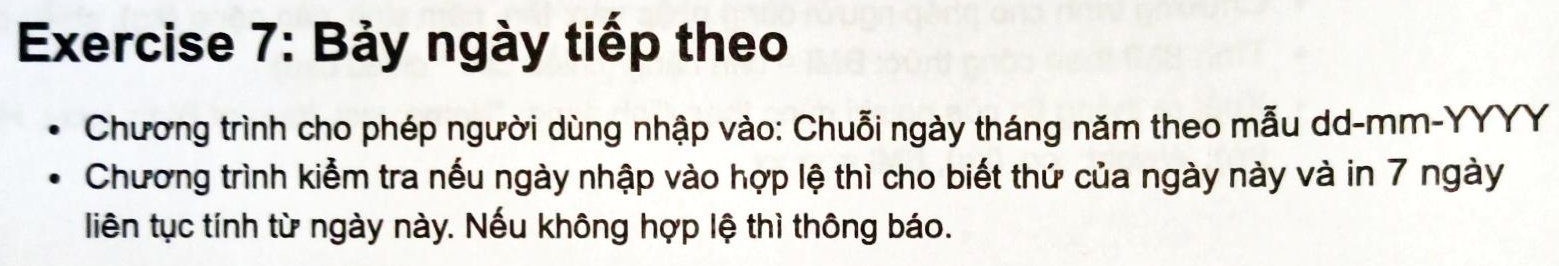 Exercise 7: Bảy ngày tiếp theo
• Chương trình cho phép người dùng nhập vào: Chuỗi ngày tháng năm theo mẫu dd-mm-YYYY
• Chương trình kiểm tra nếu ngày nhập vào hợp lệ thì cho biết thứ của ngày này và in 7 ngày
liên tục tính từ ngày này. Nếu không hợp lệ thì thông báo.